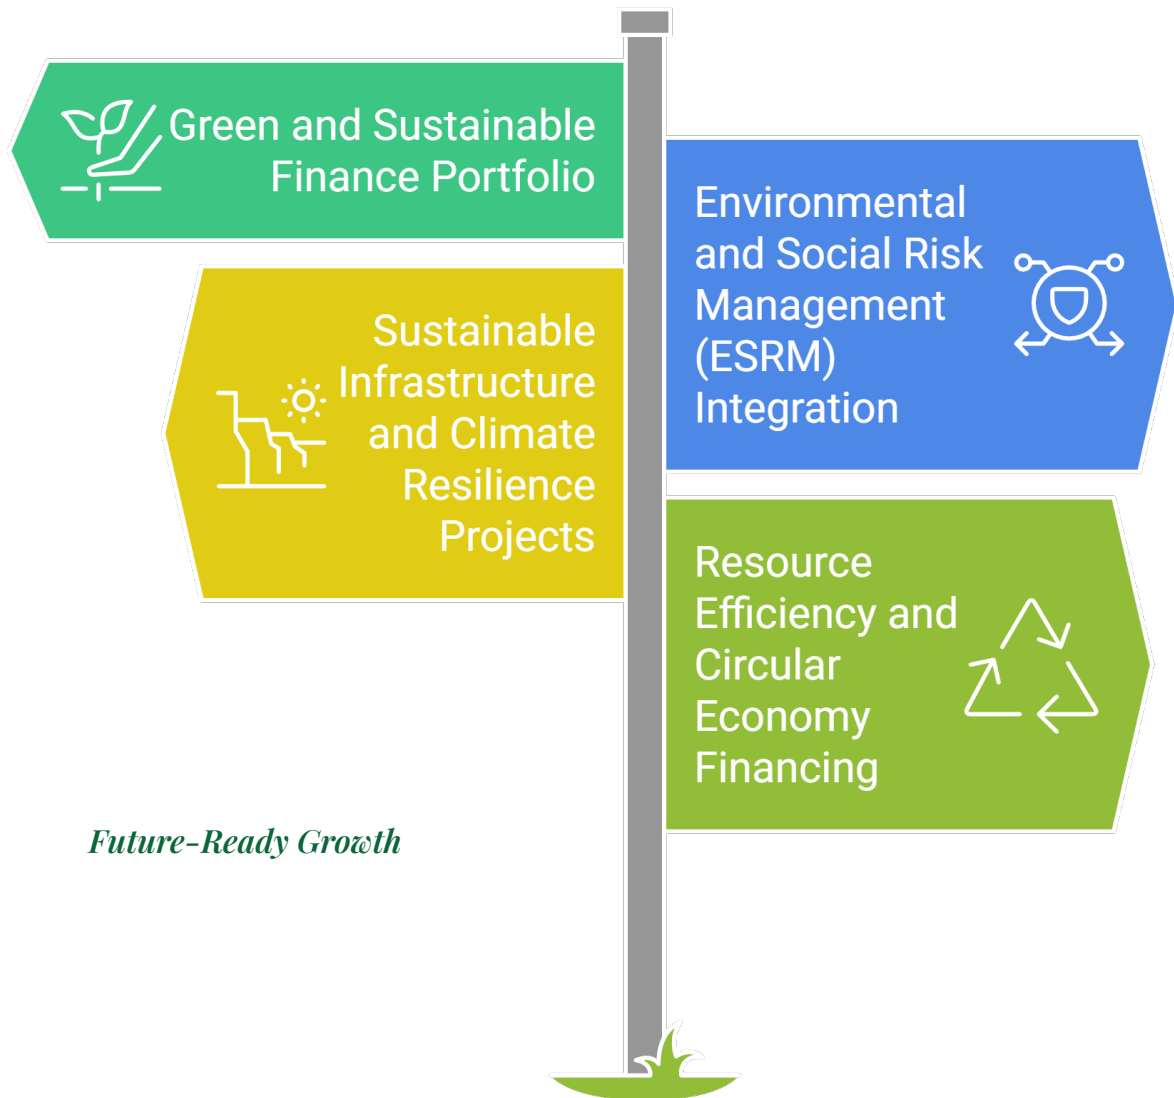 Green and Sustainable
Finance Portfolio
Environmental
and Social Risk
Management
(ESRM)
Integration
Sustainable
Infrastructure
and Climate
Resilience
Projects
Resource
Efficiency and
Circular
Economy
Financing
Future-Ready Growth